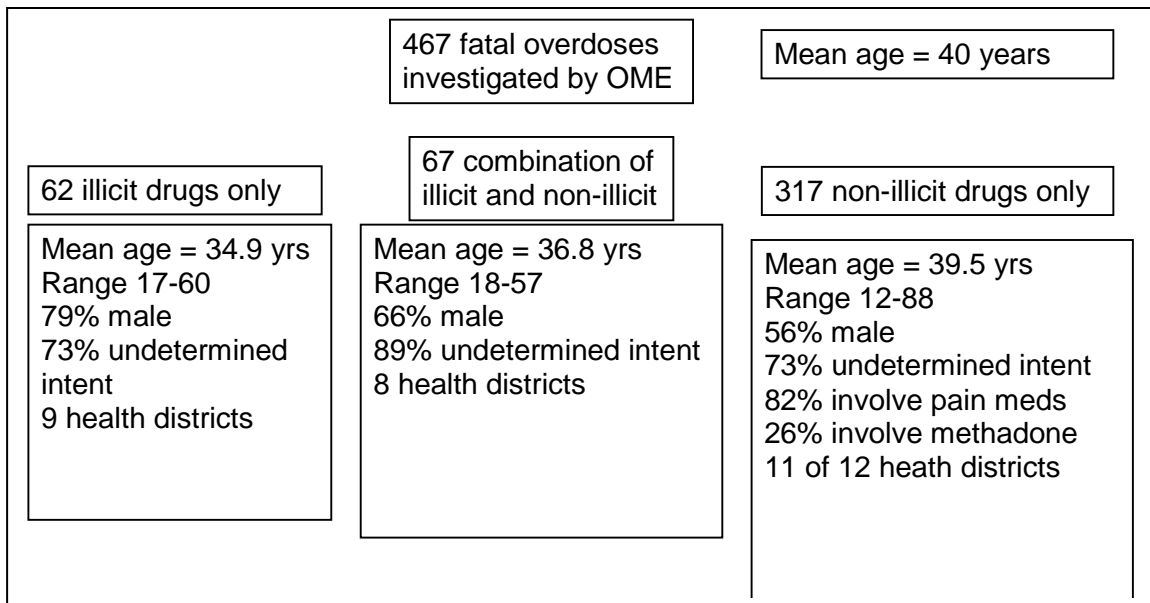 467 fatal overdoses
investigated by OME
Mean age = 40 years
62 illicit drugs only
67 combination of
illicit and non-illicit
317 non-illicit drugs only
Mean age = 34.9 yrs
Range 17-60
79% male
73% undetermined
intent
9 health districts
Mean age = 36.8 yrs
Range 18-57
66% male
89% undetermined intent
8 health districts
Mean age = 39.5 yrs
Range 12-88
56% male
73% undetermined intent
82% involve pain meds
26% involve methadone
11 of 12 heath districts